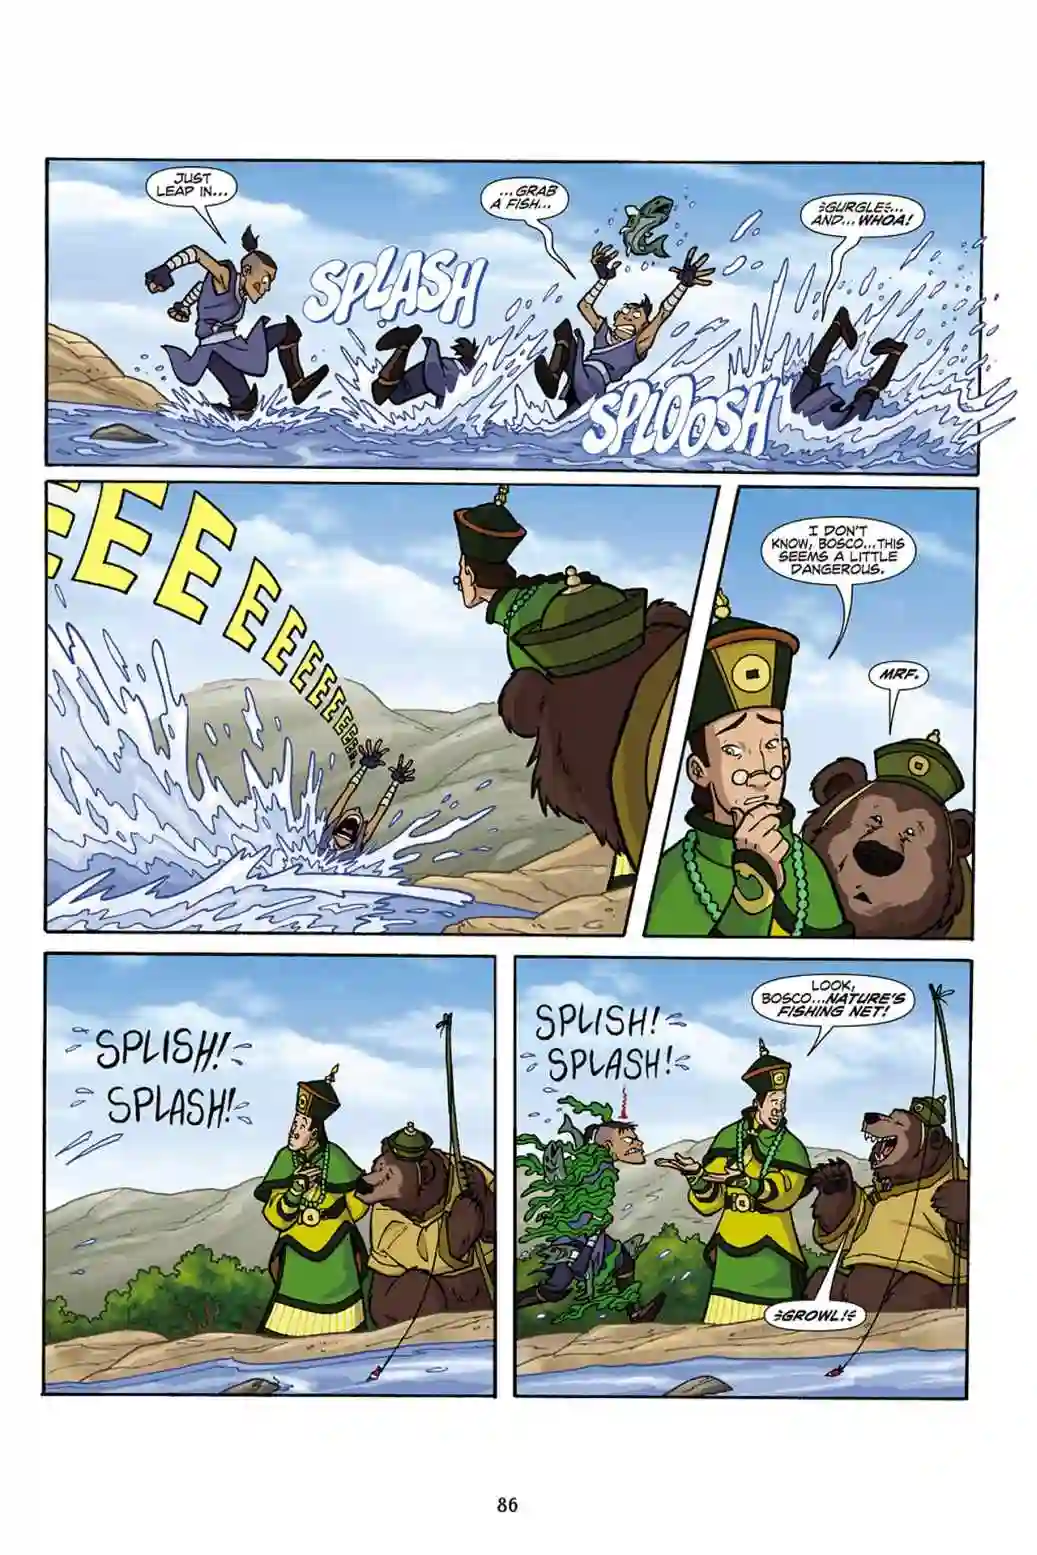 JUST
LEAP IN...
...GRAB
A FISH...
GURGLE...
AND...WHOA!
SPLASH
SPLOOSH
EEEEEEEEEEEEE
I DON'T
KNOW, BOSCO...THIS
SEEMS A LITTLE
DANGEROUS.
MRF.
SPLISH!
SPLASH!
SPLISH!
SPLASH!
LOOK,
BOSCO...NATURE'S
FISHING NET!
GROWL!
86